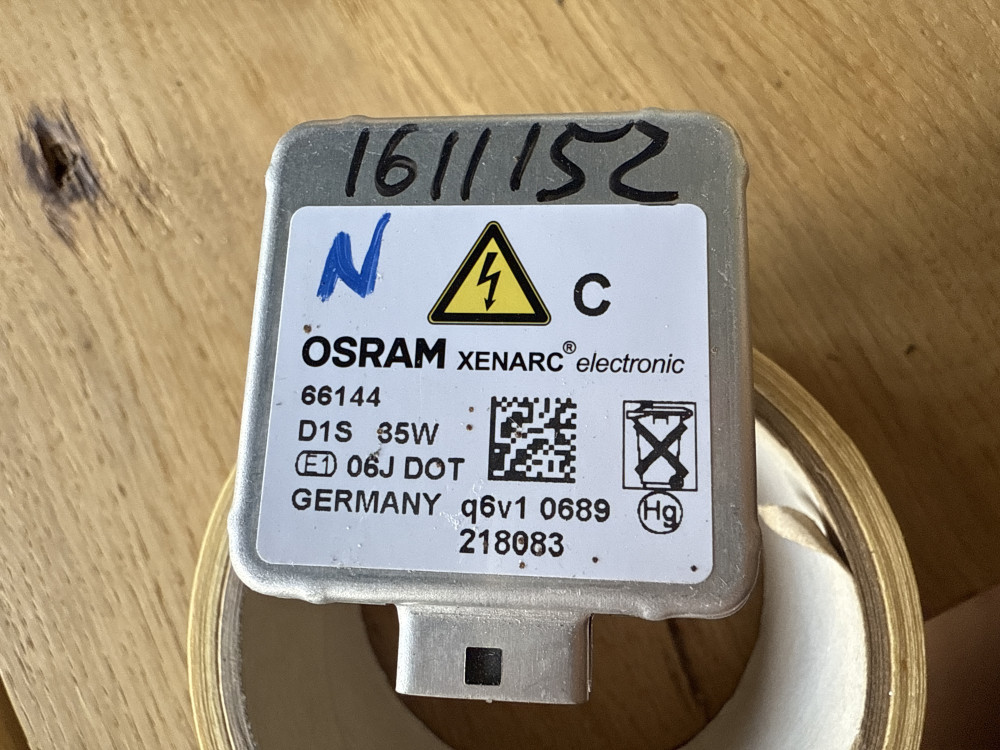 1611152
N
C
OSRAM XENARC® electronic
66144
D1S 35W
E1 06J DOT
GERMANY q6v1 0689
218083
Hg